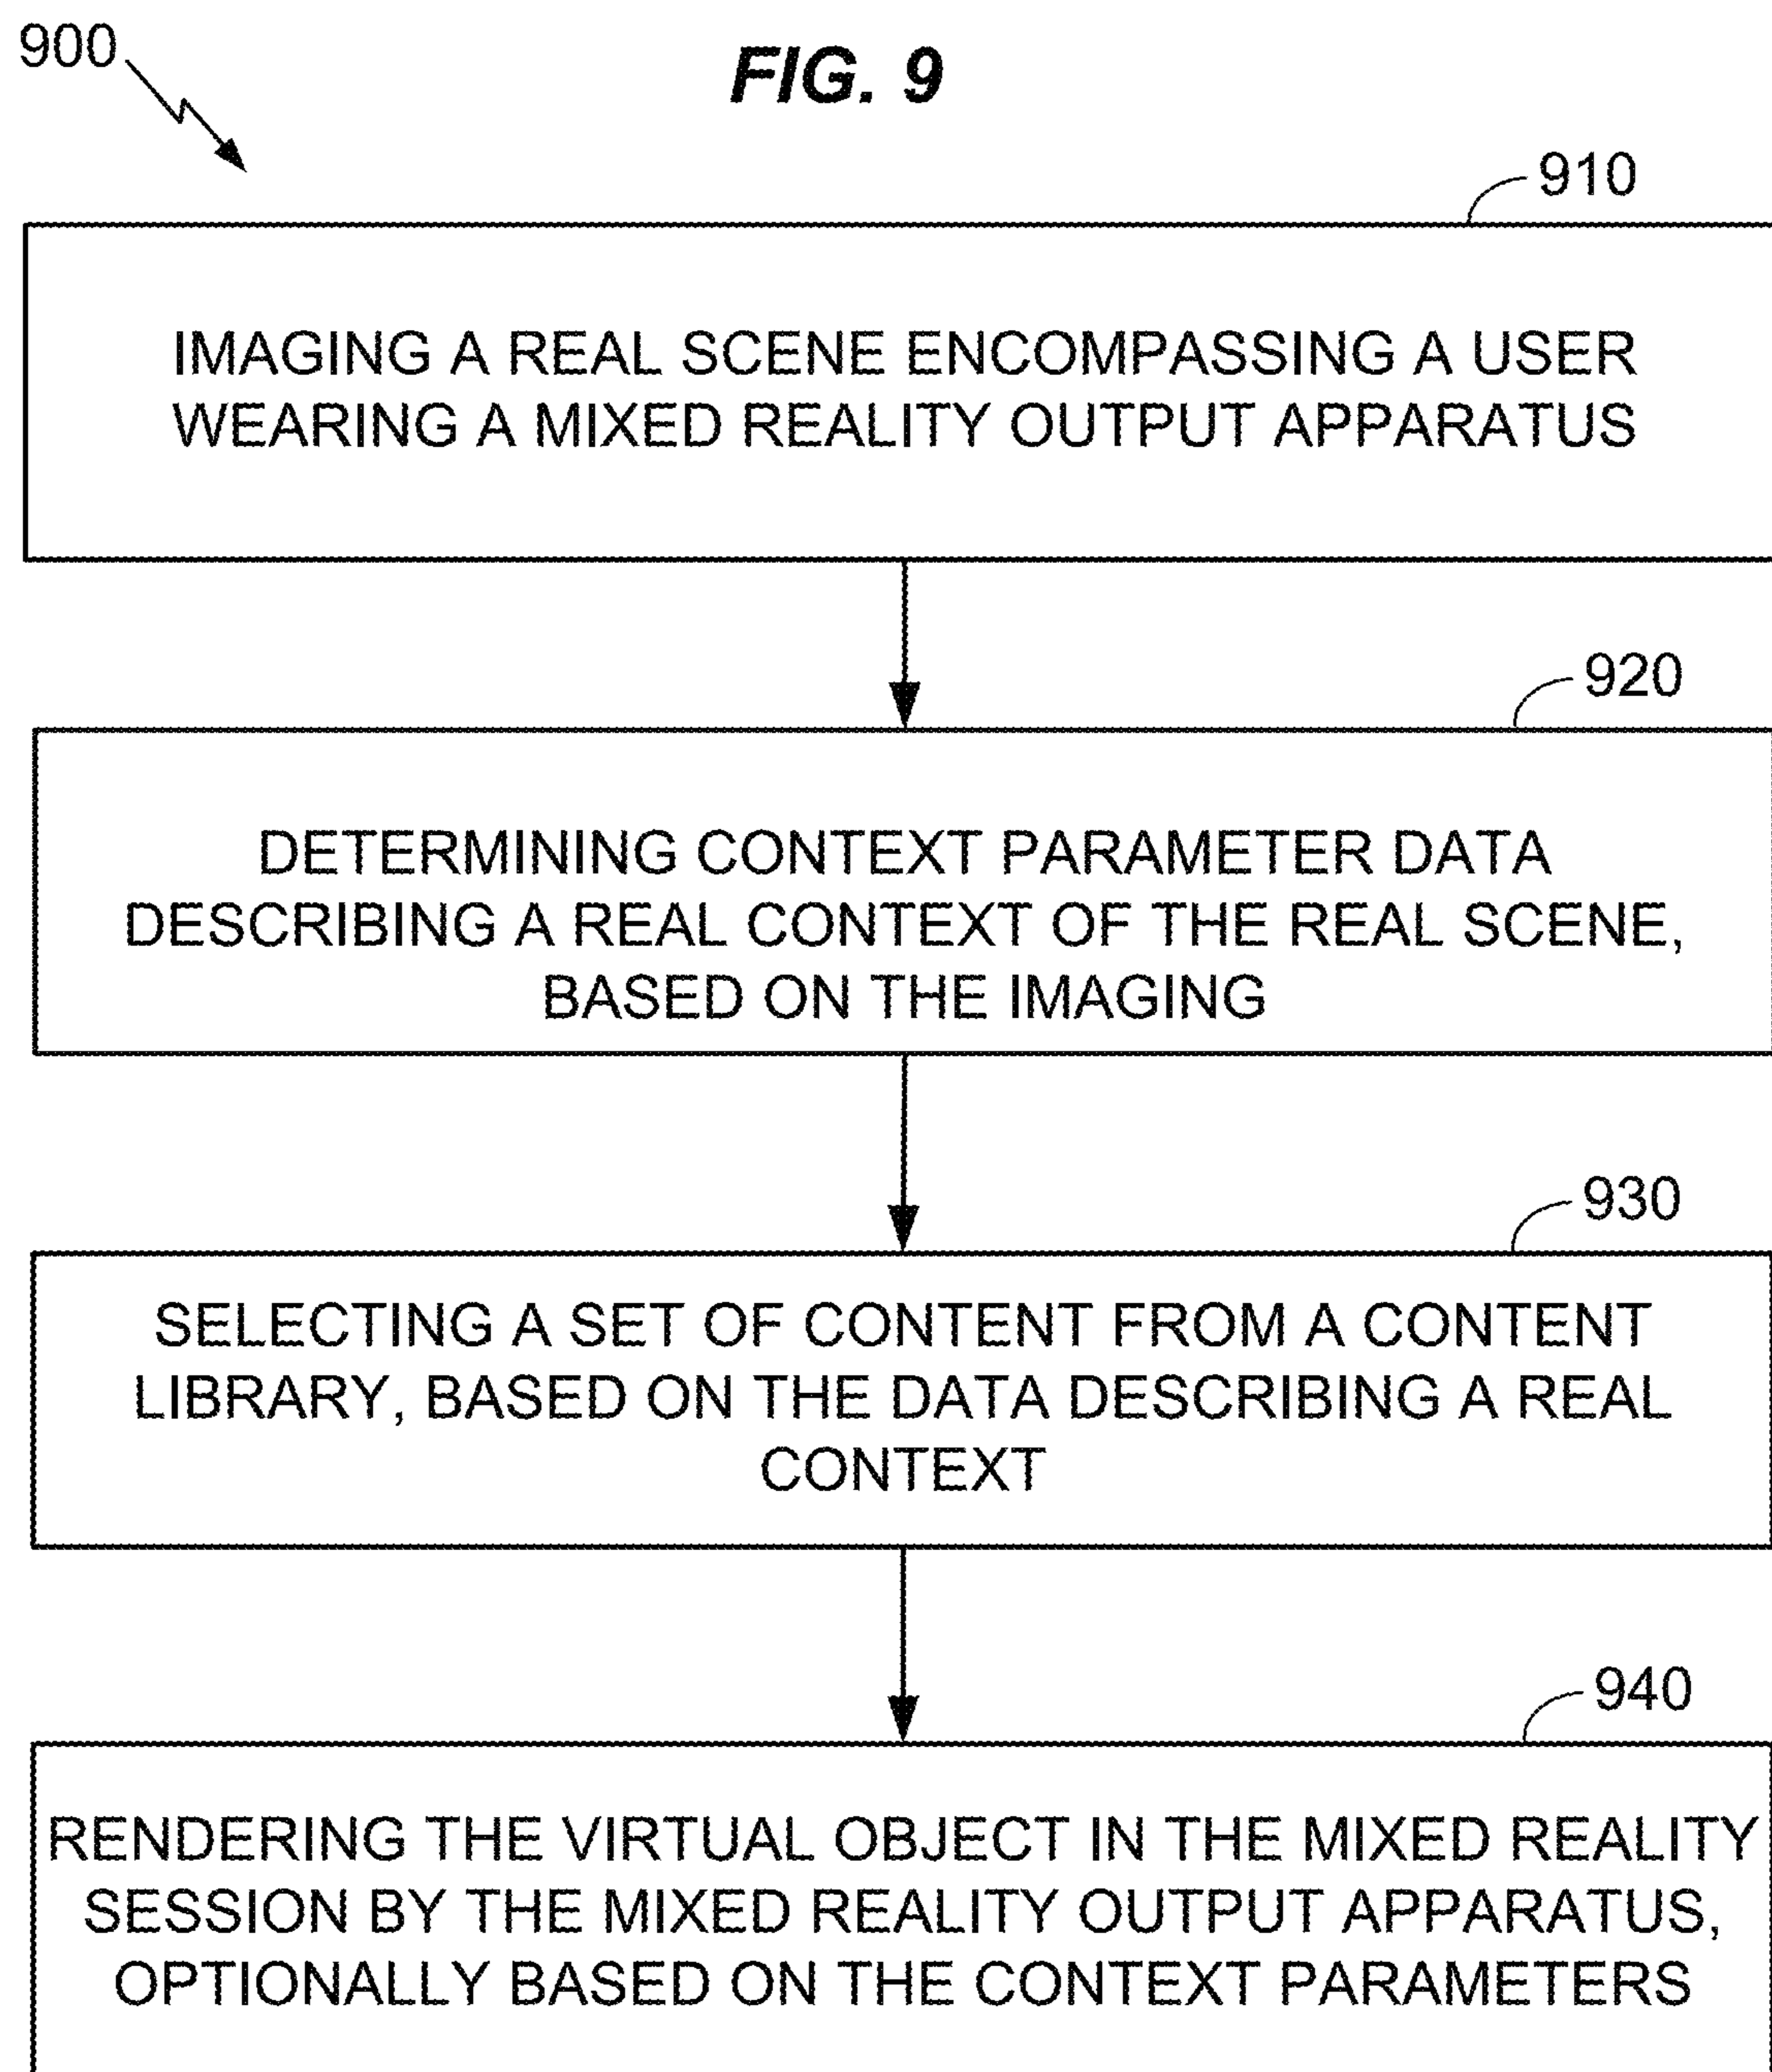 900
FIG. 9
910
IMAGING A REAL SCENE ENCOMPASSING A USER
WEARING A MIXED REALITY OUTPUT APPARATUS
920
DETERMINING CONTEXT PARAMETER DATA
DESCRIBING A REAL CONTEXT OF THE REAL SCENE,
BASED ON THE IMAGING
930
SELECTING A SET OF CONTENT FROM A CONTENT
LIBRARY, BASED ON THE DATA DESCRIBING A REAL
CONTEXT
940
RENDERING THE VIRTUAL OBJECT IN THE MIXED REALITY
SESSION BY THE MIXED REALITY OUTPUT APPARATUS,
OPTIONALLY BASED ON THE CONTEXT PARAMETERS